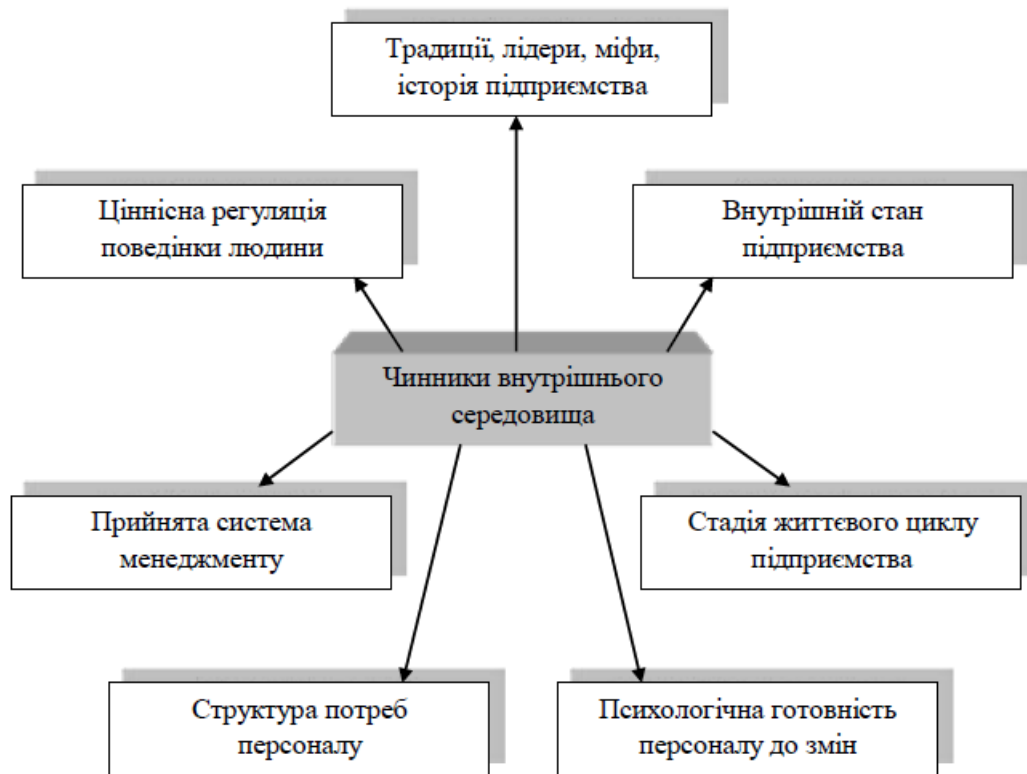 Традиції, лідери, міфи,
історія підприємства
Ціннісна регуляція
поведінки людини
Внутрішній стан
підприємства
Чинники внутрішнього
середовища
Прийнята система
менеджменту
Стадія життєвого циклу
підприємства
Структура потреб
персоналу
Психологічна готовність
персоналу до змін